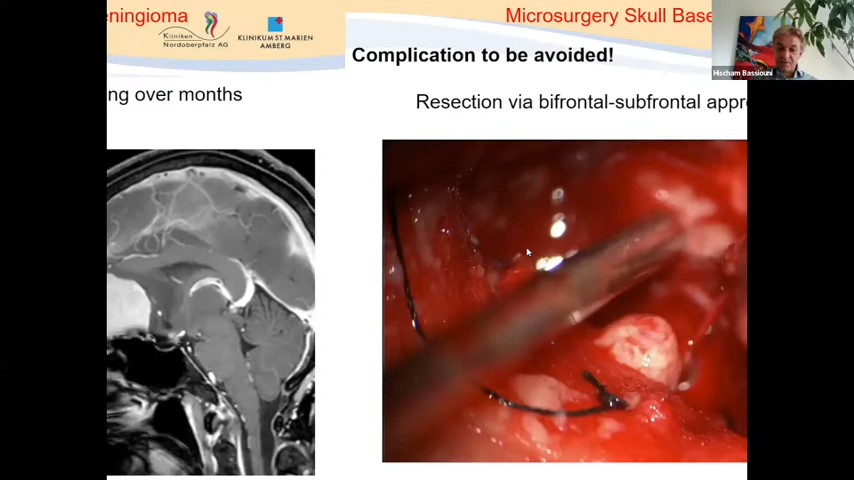 eningioma
Kliniken
Nordoberpfalz AG
KLINIKUM ST. MARIEN
AMBERG
Microsurgery Skull Base
Hischam Bassiouni
Complication to be avoided!
ng over months
Resection via bifrontal-subfrontal appr